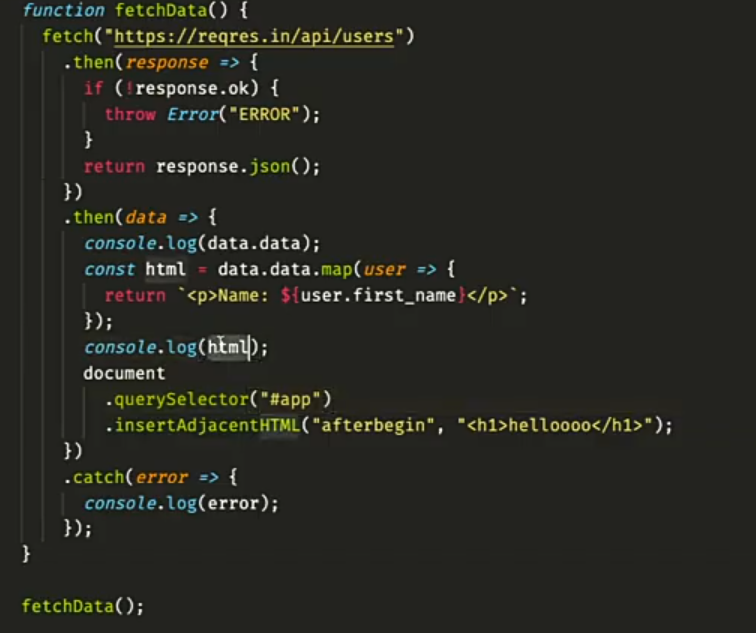 function fetchData() {
  fetch("https://reqres.in/api/users")
    .then(response => {
      if (!response.ok) {
        throw Error("ERROR");
      }
      return response.json();
    })
    .then(data => {
      console.log(data.data);
      const html = data.data.map(user => {
        return `<p>Name: ${user.first_name}</p>`;
      });
      console.log(html);
      document
        .querySelector("#app")
        .insertAdjacentHTML("afterbegin", "<h1>helloooo</h1>");
    })
    .catch(error => {
      console.log(error);
    });
}

fetchData();